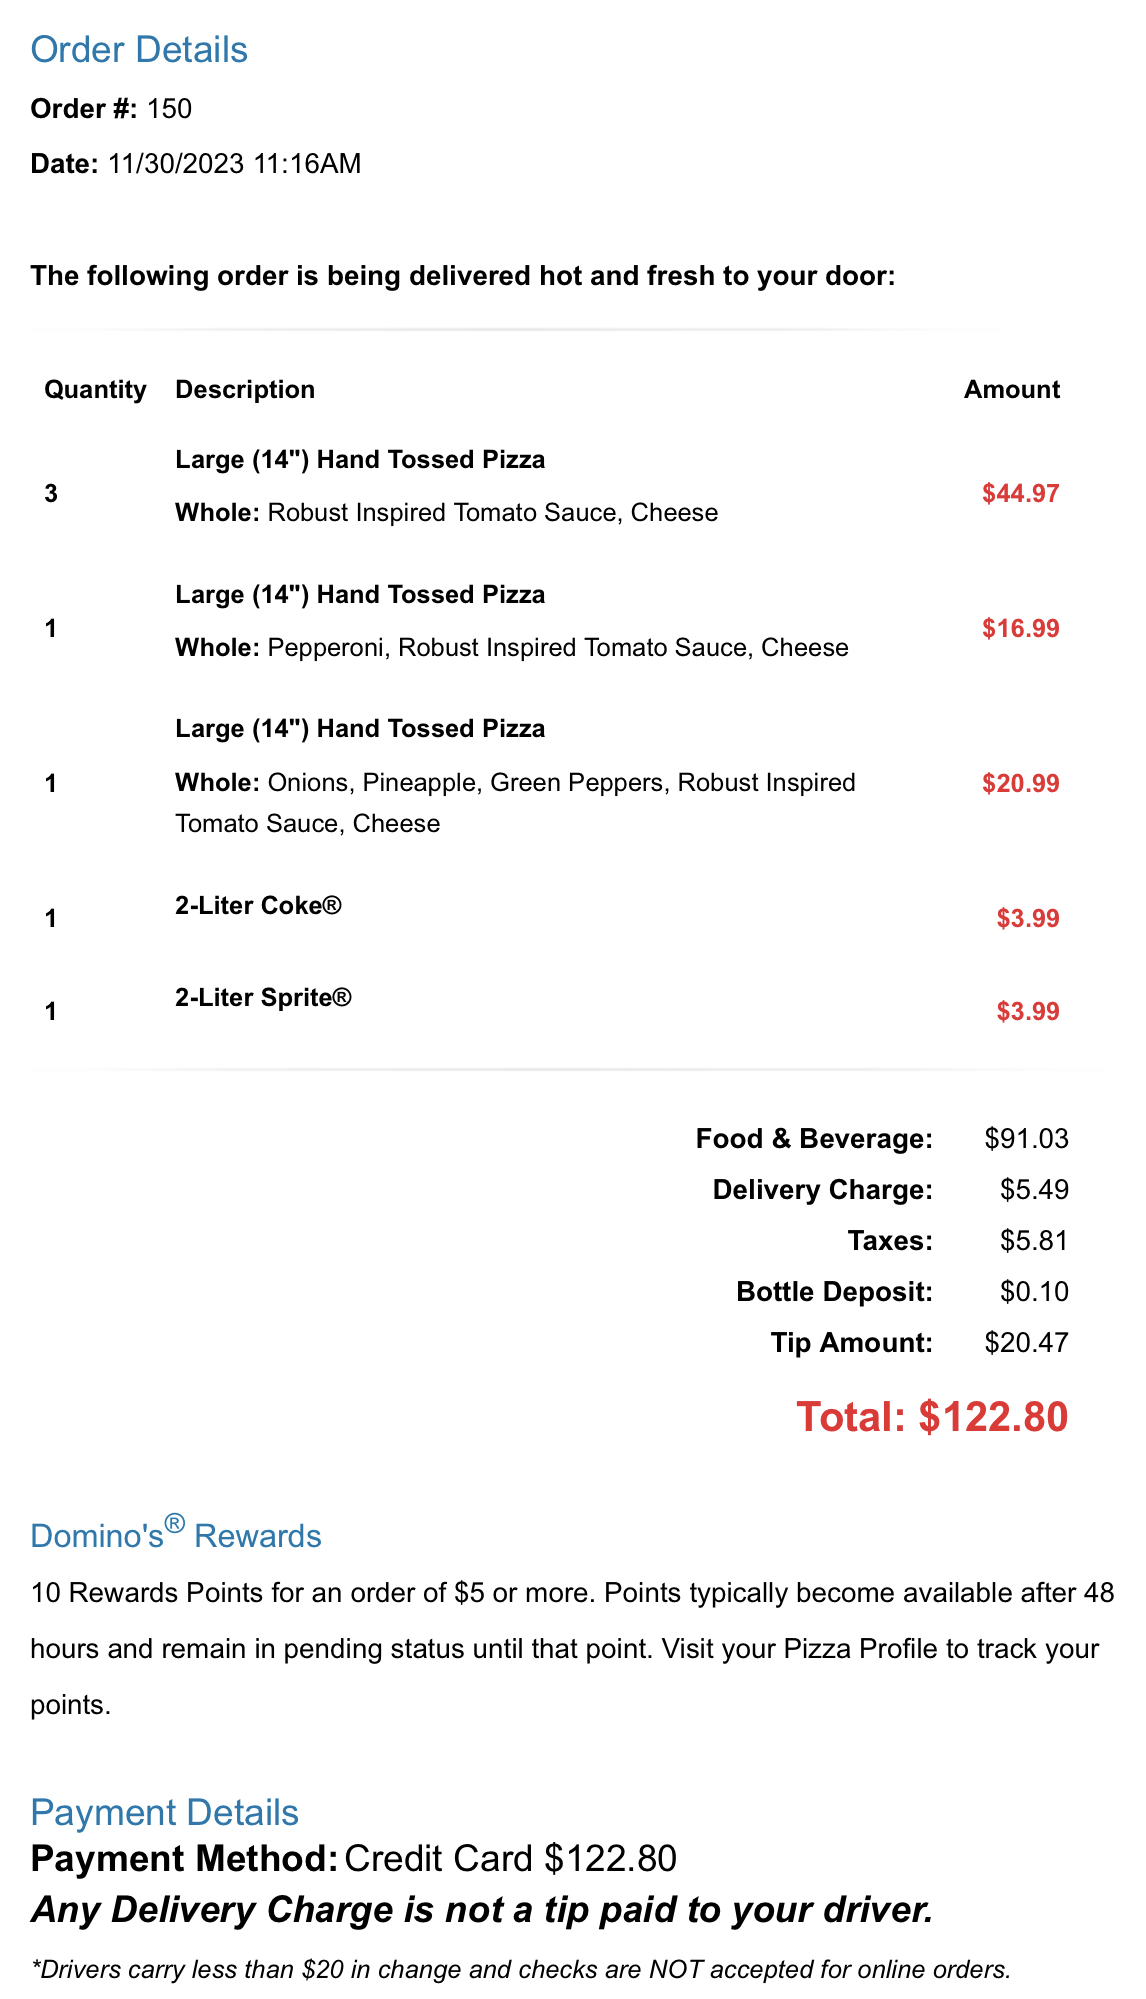 Order Details
Order #: 150
Date: 11/30/2023 11:16AM
The following order is being delivered hot and fresh to your door:
Quantity Description Amount
Large (14") Hand Tossed Pizza
3 $44.97
Whole: Robust Inspired Tomato Sauce, Cheese
Large (14") Hand Tossed Pizza
1 $16.99
Whole: Pepperoni, Robust Inspired Tomato Sauce, Cheese
Large (14") Hand Tossed Pizza
1 Whole: Onions, Pineapple, Green Peppers, Robust Inspired $20.99
Tomato Sauce, Cheese
1 2-Liter Coke® $3.99
1 2-Liter Sprite® $3.99
Food & Beverage: $91.03
Delivery Charge: $5.49
Taxes: $5.81
Bottle Deposit: $0.10
Tip Amount: $20.47
Total: $122.80
Domino's® Rewards
10 Rewards Points for an order of $5 or more. Points typically become available after 48
hours and remain in pending status until that point. Visit your Pizza Profile to track your
points.
Payment Details
Payment Method: Credit Card $122.80
Any Delivery Charge is not a tip paid to your driver.
*Drivers carry less than $20 in change and checks are NOT accepted for online orders.